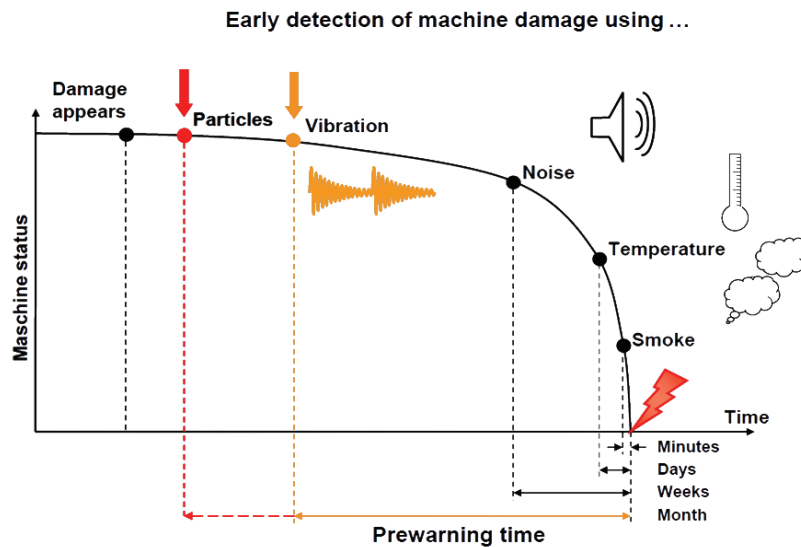 Early detection of machine damage using ...
Damage
appears
Particles
Vibration
Noise
Temperature
Smoke
Maschine status
Time
Minutes
Days
Weeks
Month
Prewarning time